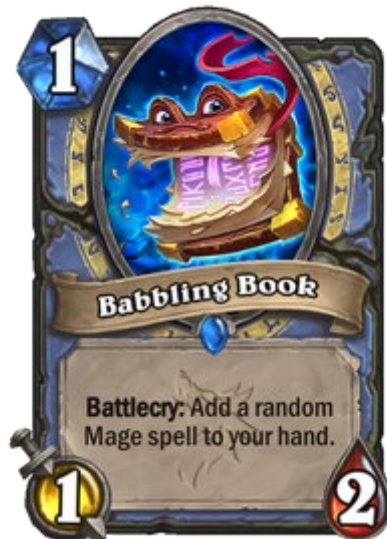 1
Babbling Book
Battlecry: Add a random
Mage spell to your hand.
1
2